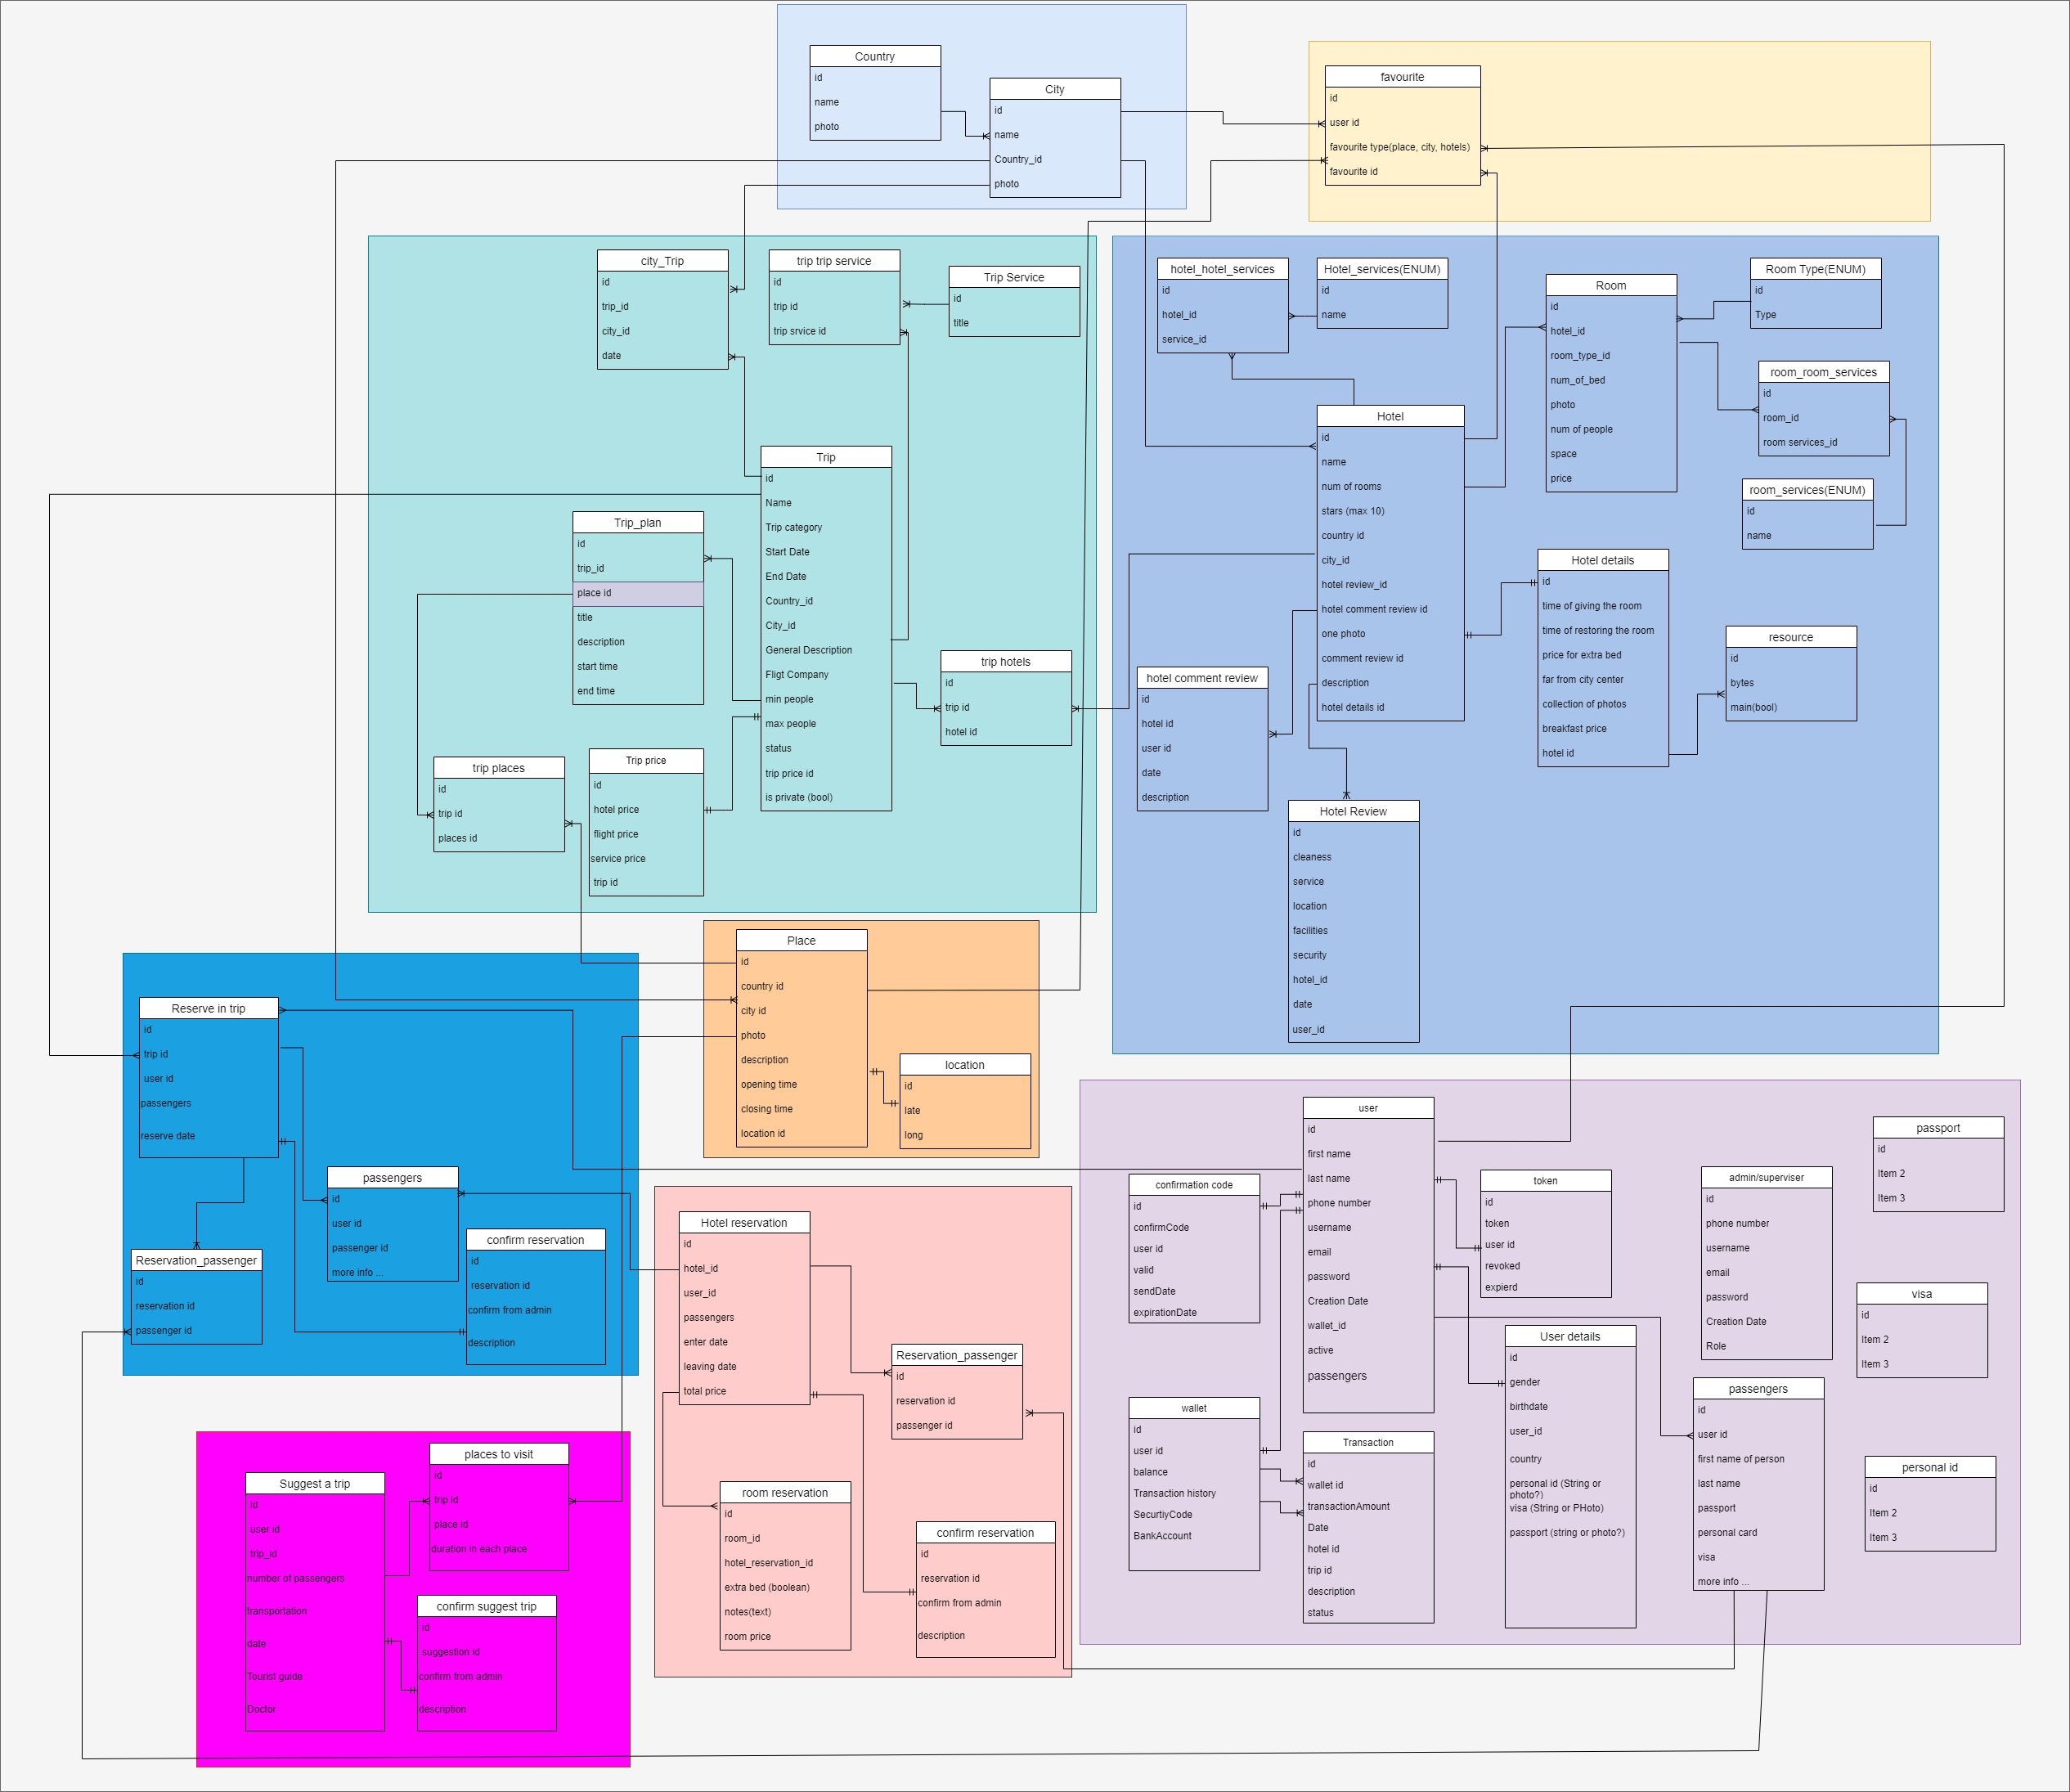 Country
id
name
photo
City
id
name
Country_id
photo
favourite
id
user id
favourite type(place, city, hotels)
favourite id
city_Trip
id
trip_id
city_id
date
trip trip service
id
trip id
trip srvice id
Trip Service
id
title
Trip
id
Name
Trip category
Start Date
End Date
Country_id
City_id
General Description
Fligt Company
min people
max people
status
trip price id
is private (bool)
Trip_plan
id
trip_id
place id
title
description
start time
end time
trip hotels
id
trip id
hotel id
trip places
id
trip id
places id
Trip price
id
hotel price
flight price
service price
trip id
hotel_hotel_services
id
hotel_id
service_id
Hotel_services(ENUM)
id
name
Room
id
hotel_id
room_type_id
num_of_bed
photo
num of people
space
price
Room Type(ENUM)
id
Type
room_room_services
id
room_id
room services_id
room_services(ENUM)
id
name
Hotel
id
name
num of rooms
stars (max 10)
country id
city_id
hotel review_id
hotel comment review id
one photo
comment review id
description
hotel details id
Hotel details
id
time of giving the room
time of restoring the room
price for extra bed
far from city center
collection of photos
breakfast price
hotel id
resource
id
bytes
main(bool)
hotel comment review
id
hotel id
user id
date
description
Hotel Review
id
cleaness
service
location
facilities
security
hotel_id
date
user_id
Place
id
country id
city id
photo
description
opening time
closing time
location id
location
id
late
long
Reserve in trip
id
trip id
user id
passengers
reserve date
passengers
id
user id
passenger id
more info ...
confirm reservation
id
reservation id
confirm from admin
description
Reservation_passenger
id
reservation id
passenger id
Hotel reservation
id
hotel_id
user_id
passengers
enter date
leaving date
total price
Reservation_passenger
id
reservation id
passenger id
room reservation
id
room_id
hotel_reservation_id
extra bed (boolean)
notes(text)
room price
confirm reservation
id
reservation id
confirm from admin
description
places to visit
id
trip id
place id
duration in each place
Suggest a trip
id
user id
trip_id
number of passengers
transportation
date
Tourist guide
Doctor
confirm suggest trip
id
suggestion id
confirm from admin
description
user
id
first name
last name
phone number
username
email
password
Creation Date
wallet_id
active
passengers
confirmation code
id
confirmCode
user id
valid
sendDate
expirationDate
token
id
token
user id
revoked
expierd
User details
id
gender
birthdate
user_id
country
personal id (String or
photo?)
visa (String or PHoto)
passport (string or photo?)
wallet
id
user id
balance
Transaction history
SecurtiyCode
BankAccount
Transaction
id
wallet id
transactionAmount
Date
hotel id
trip id
description
status
admin/superviser
id
phone number
username
email
password
Creation Date
Role
passengers
id
user id
first name of person
last name
passport
personal card
visa
more info ...
passport
id
Item 2
Item 3
visa
id
Item 2
Item 3
personal id
id
Item 2
Item 3